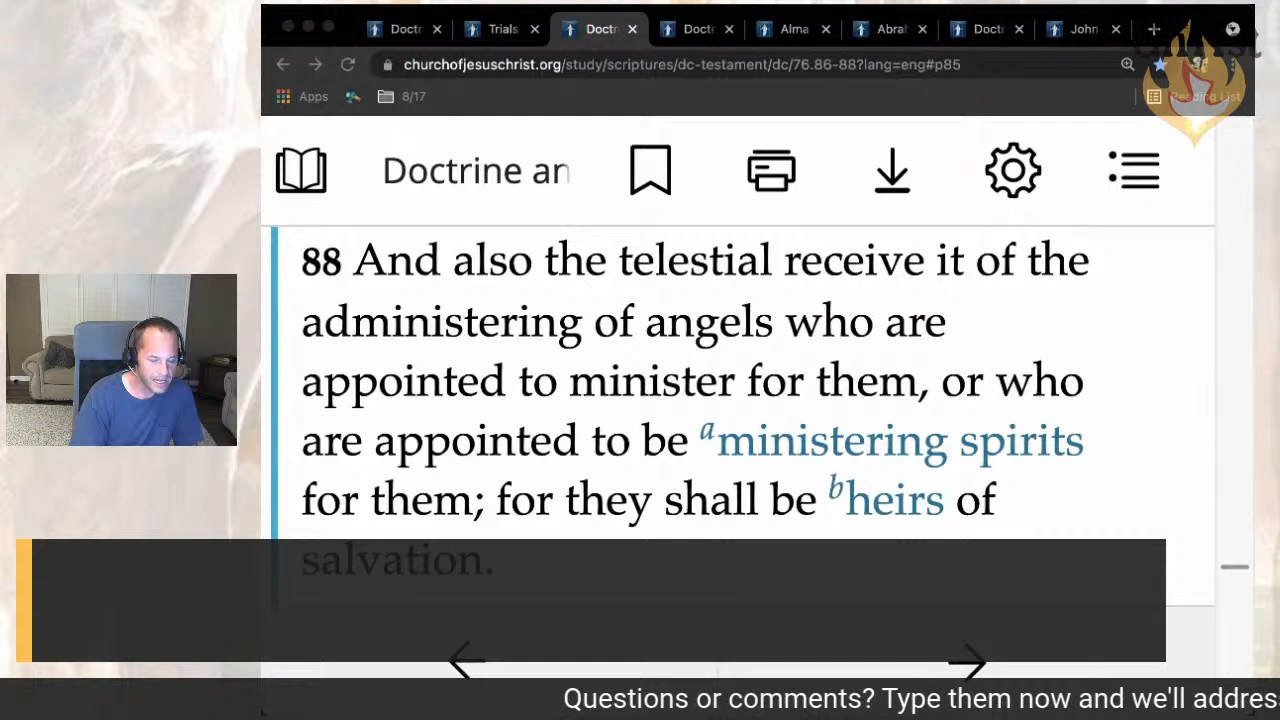 Doctr Trials Doctr Doctr Alma Abral Doctr John
churchofjesuschrist.org/study/scriptures/dc-testament/dc/76.86-88?lang=eng#p85
Apps 8/17 Reading List
Doctrine an
88 And also the telestial receive it of the
administering of angels who are
appointed to minister for them, or who
are appointed to be a ministering spirits
for them; for they shall be b heirs of
salvation.
Questions or comments? Type them now and we'll addres